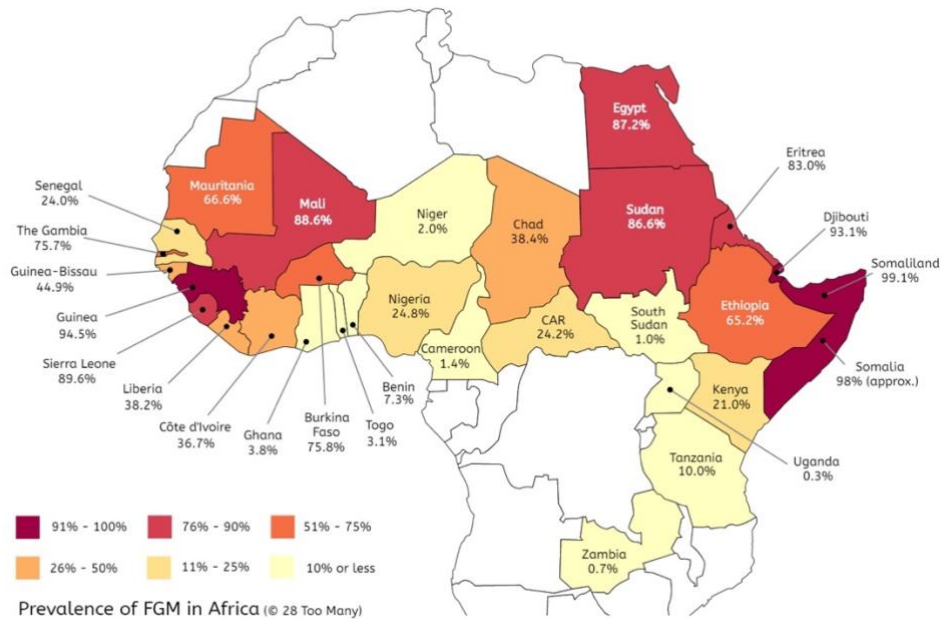 Egypt
87.2%
Eritrea
83.0%
Senegal
24.0%
Mauritania
66.6%
Mali
88.6%
Niger
2.0%
Chad
38.4%
Sudan
86.6%
Djibouti
93.1%
The Gambia
75.7%
Somaliland
99.1%
Guinea-Bissau
44.9%
Guinea
94.5%
Nigeria
24.8%
CAR
24.2%
South
Sudan
1.0%
Ethiopia
65.2%
Sierra Leone
89.6%
Cameroon
1.4%
Somalia
98% (approx.)
Liberia
38.2%
Benin
7.3%
Kenya
21.0%
Côte d'Ivoire
36.7%
Ghana
3.8%
Burkina
Faso
75.8%
Togo
3.1%
Tanzania
10.0%
Uganda
0.3%
Zambia
0.7%
91% - 100%
76% - 90%
51% - 75%
26% - 50%
11% - 25%
10% or less
Prevalence of FGM in Africa (© 28 Too Many)